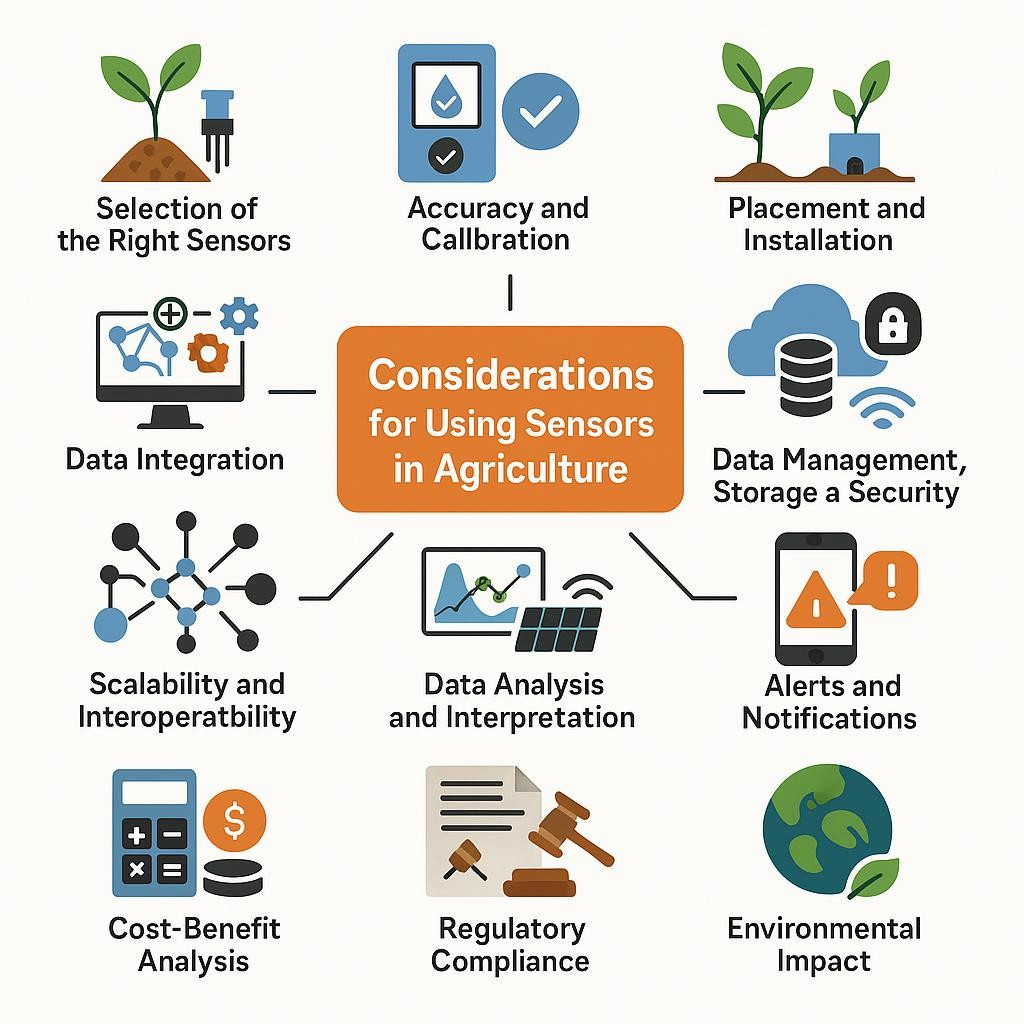 Selection of
the Right Sensors
Accuracy and
Callbration
Placement and
Installation
Considerations
for Using Sensors
in Agriculture
Data Integration
Data Management,
Storage a Security
Scalability and
Interoperatbility
Data Analysis
and Interpretation
Alerts and
Notifications
Cost-Benefit
Analysis
Regulatory
Compliance
Environmental
Impact